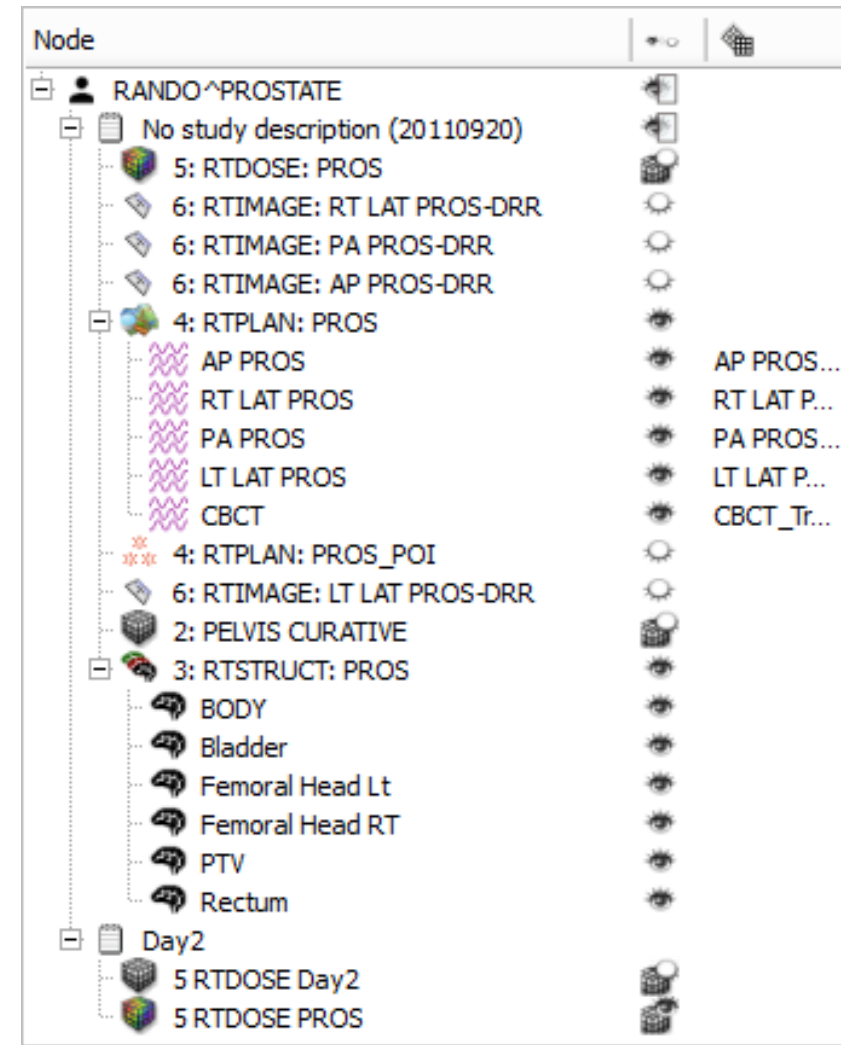 Node
RANDO^PROSTATE
No study description (20110920)
5: RTDOSE: PROS
6: RTIMAGE: RT LAT PROS-DRR
6: RTIMAGE: PA PROS-DRR
6: RTIMAGE: AP PROS-DRR
4: RTPLAN: PROS
AP PROS AP PROS...
RT LAT PROS RT LAT P...
PA PROS PA PROS...
LT LAT PROS LT LAT P...
CBCT CBCT_Tr...
4: RTPLAN: PROS_POI
6: RTIMAGE: LT LAT PROS-DRR
2: PELVIS CURATIVE
3: RTSTRUCT: PROS
BODY
Bladder
Femoral Head Lt
Femoral Head RT
PTV
Rectum
Day2
5 RTDOSE Day2
5 RTDOSE PROS